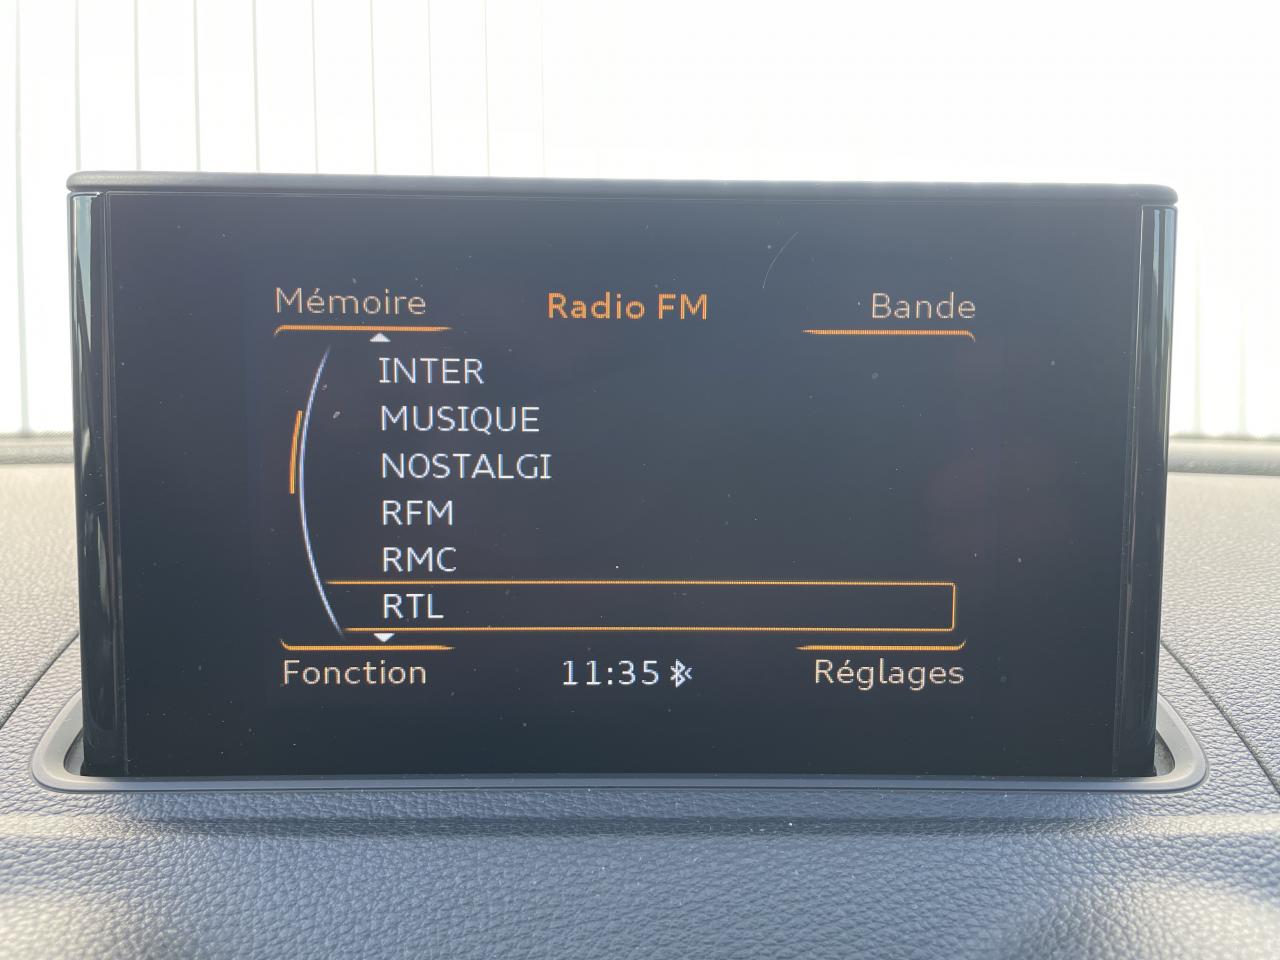 Mémoire Radio FM Bande
INTER
MUSIQUE
NOSTALGI
RFM
RMC
RTL
Fonction 11:35 Réglages